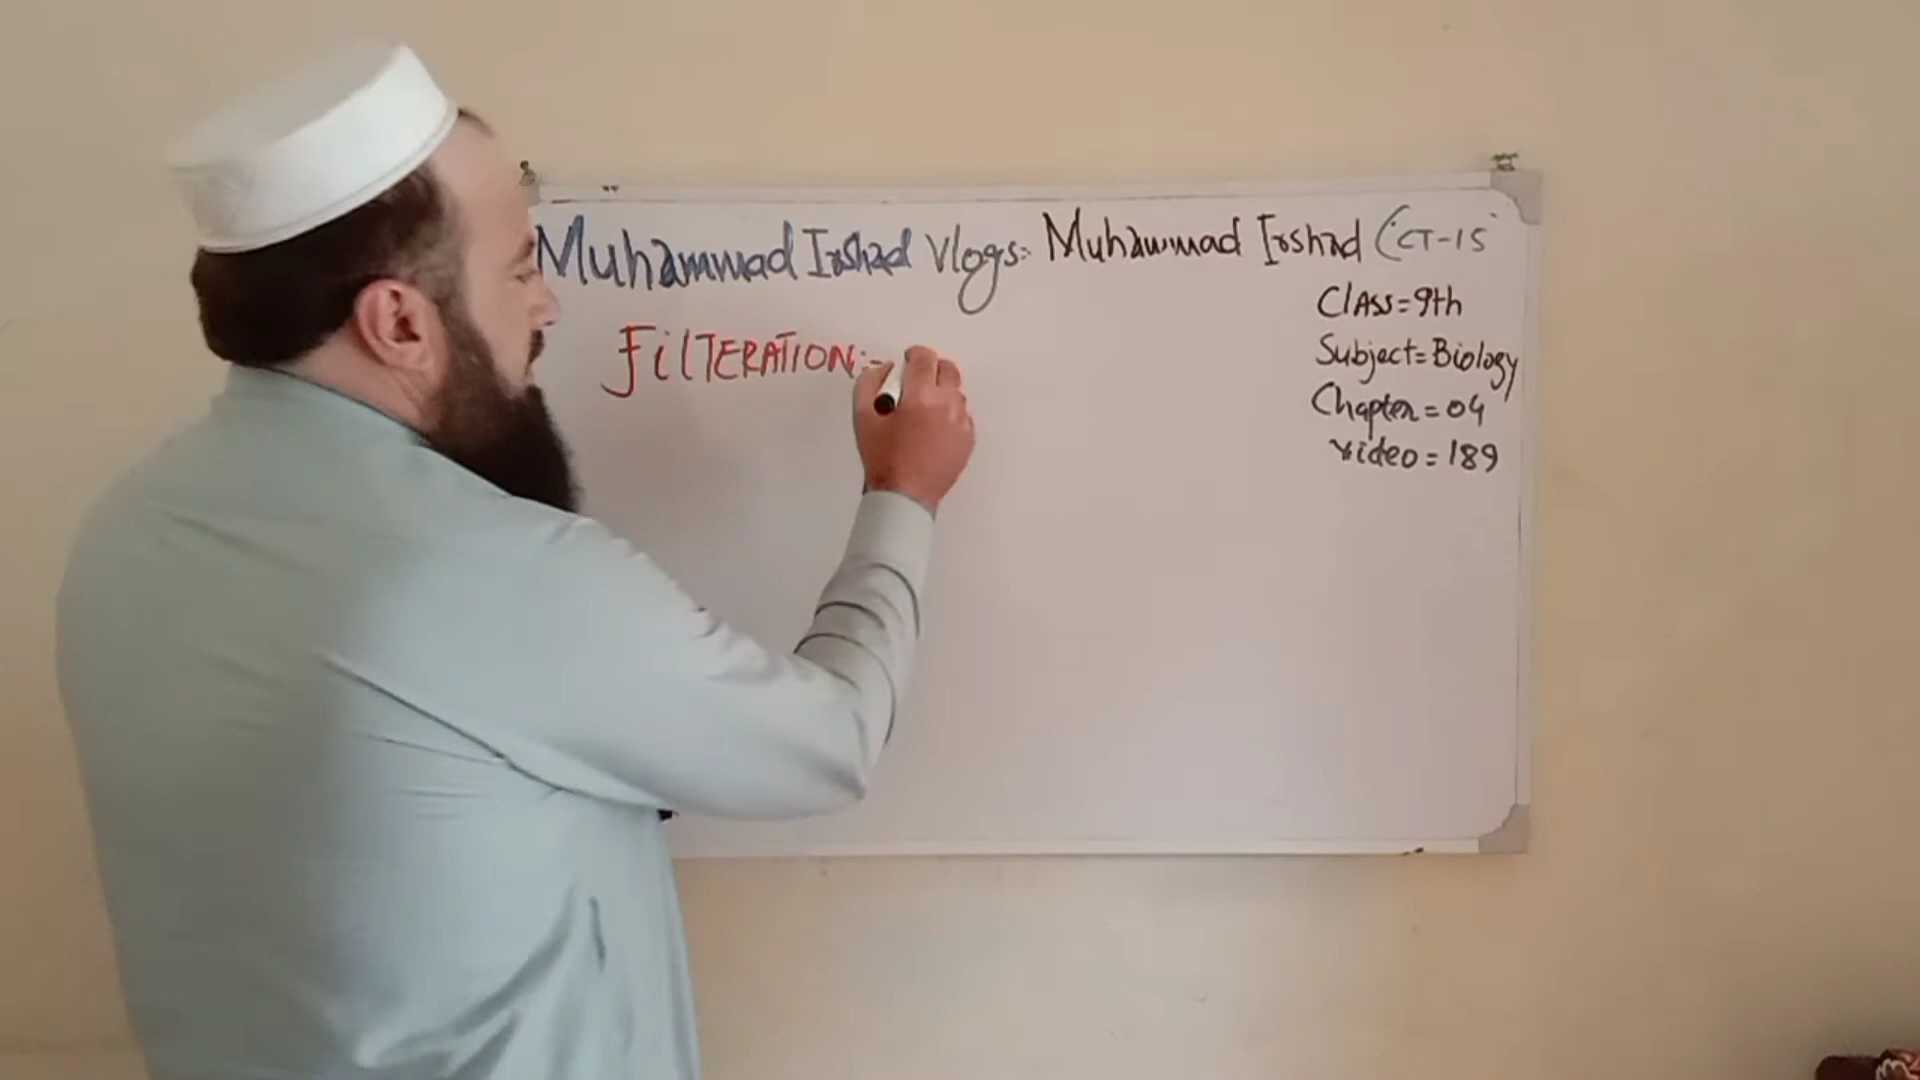 Muhammad Irshad Vlogs:- Muhammad Irshad (CT-15
FilTERATION:-
Class=9th
Subject=Biology
Chapter=04
video=189